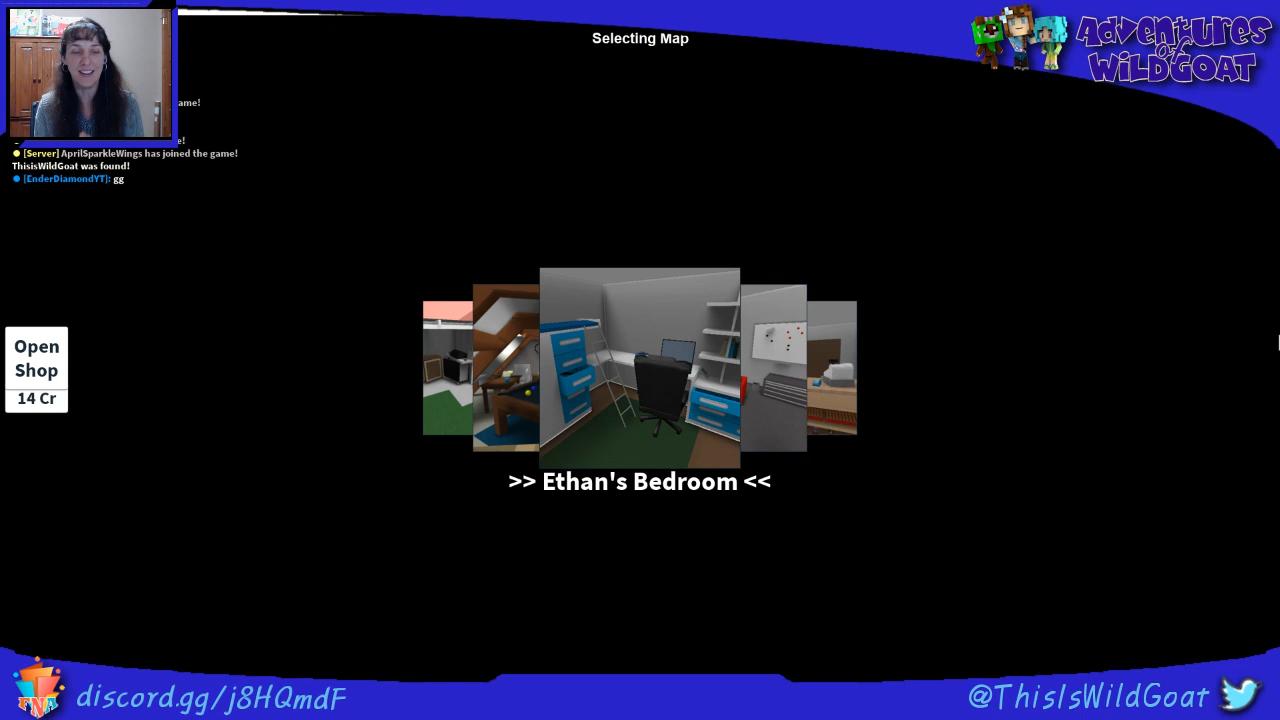 Selecting Map
Adventures
of
WildGoat
ame!
e!
[Server] AprilSparkleWings has joined the game!
ThisisWildGoat was found!
[EnderDiamondYT]: gg
Open
Shop
14 Cr
>> Ethan's Bedroom <<
FNA
discord.gg/j8HQmdF
@ThisIsWildGoat